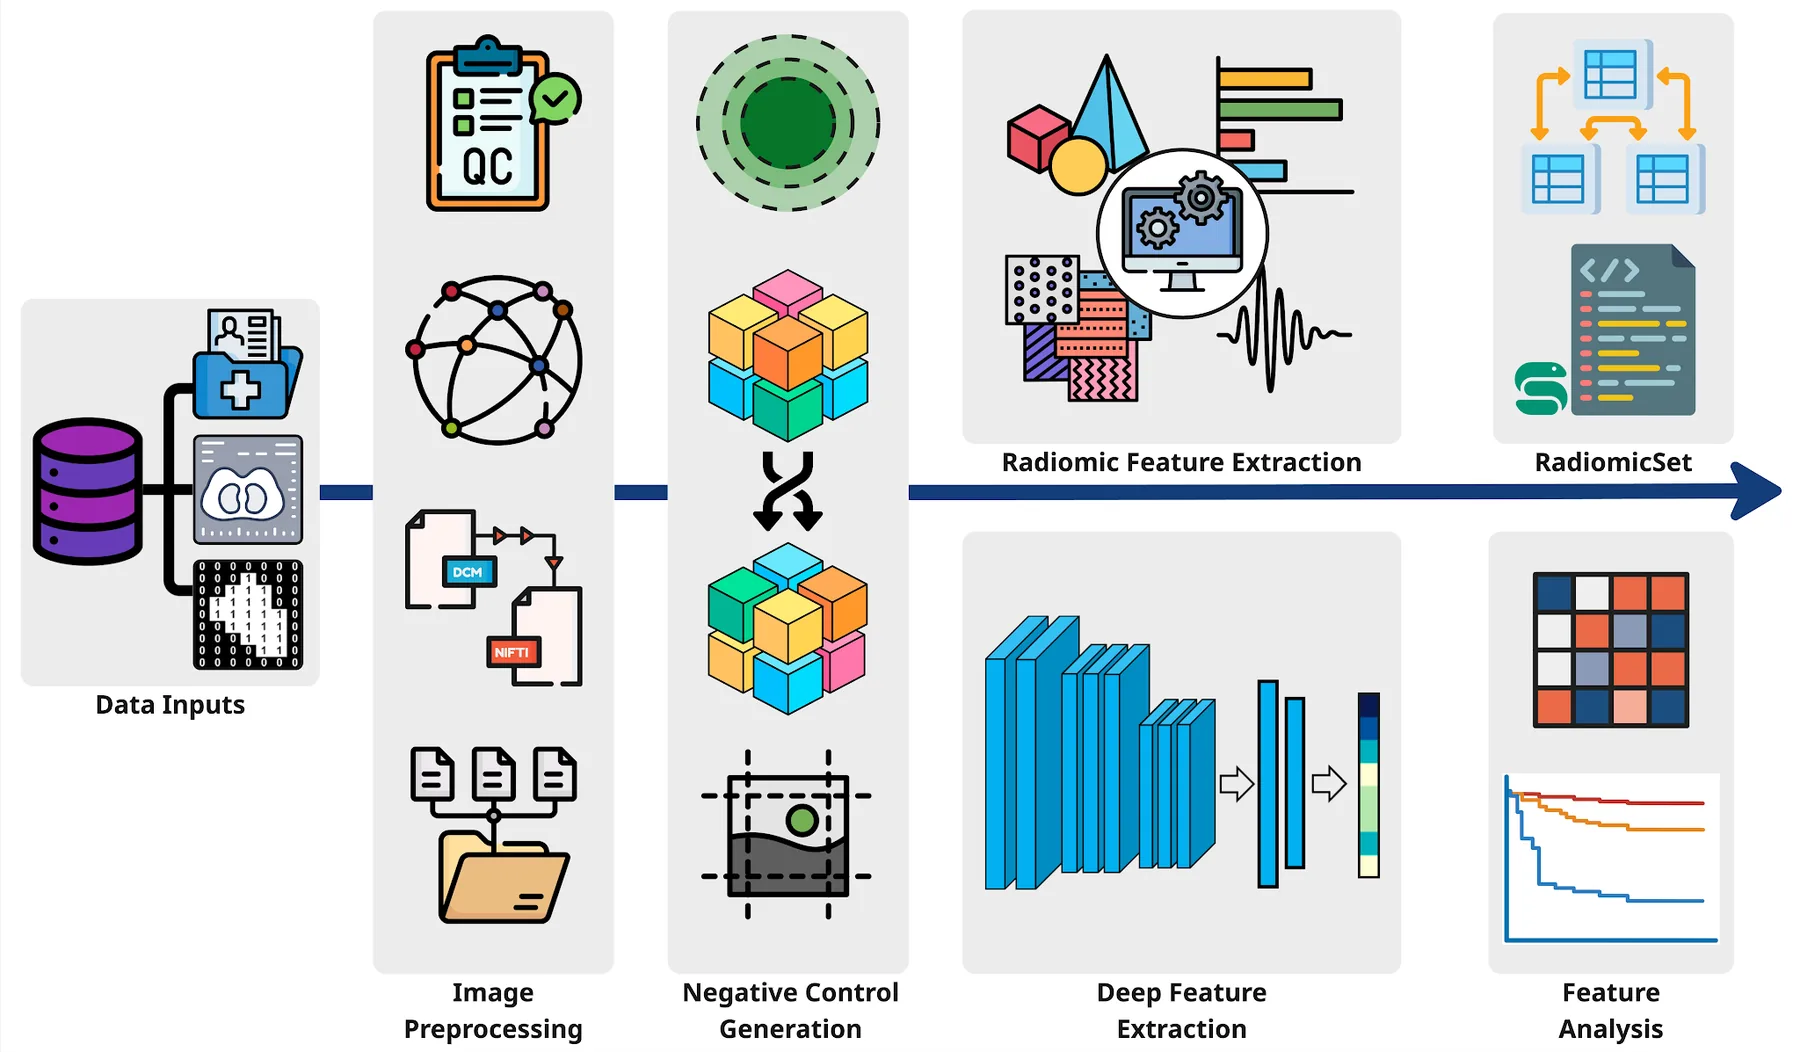 QC
DCM
NIFTI
</>
Data Inputs
Image
Preprocessing
Negative Control
Generation
Radiomic Feature Extraction
Deep Feature
Extraction
RadiomicSet
Feature
Analysis